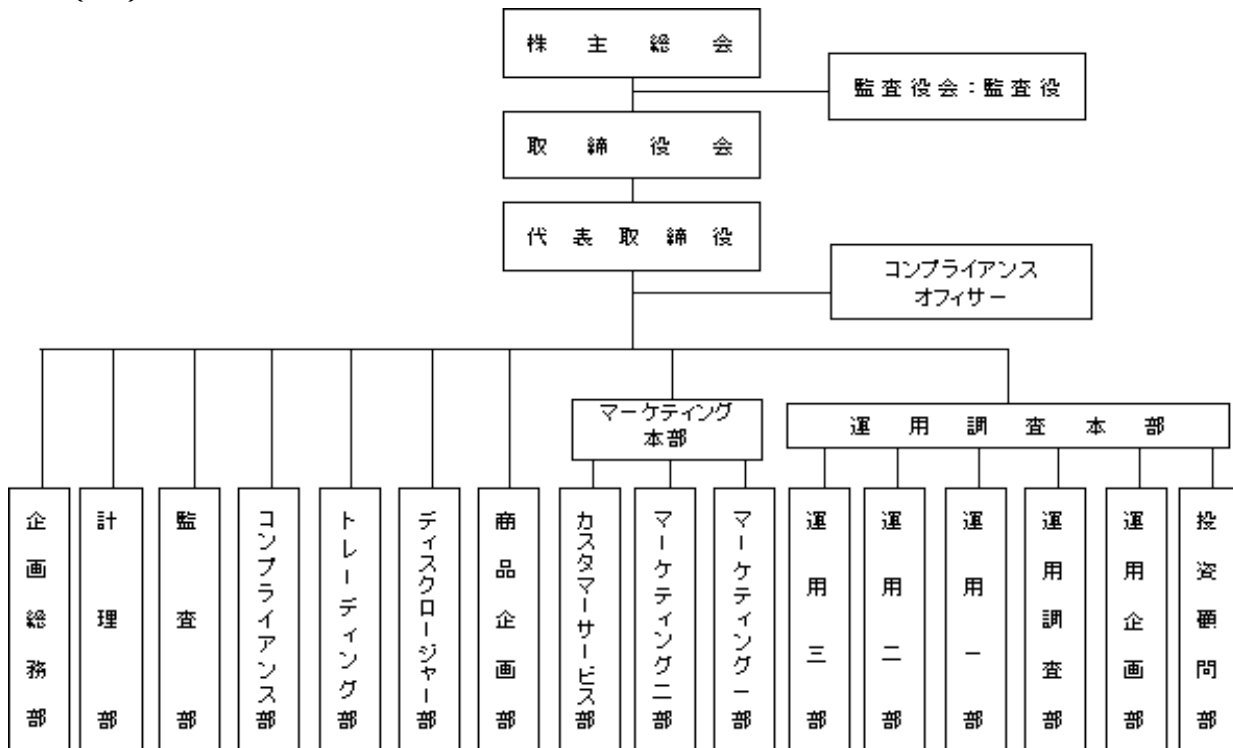 株主総会
監査役会：監査役
取締役会
代表取締役
コンプライアンス
オフィサー
マーケティング
本部
運用調査本部
企画総務部
計理部
監査部
コンプライアンス部
トレーディング部
ディスクロージャー部
商品企画部
カスタマーサービス部
マーケティング二部
マーケティング一部
運用三部
運用二部
運用一部
運用調査部
運用企画部
投資顧問部